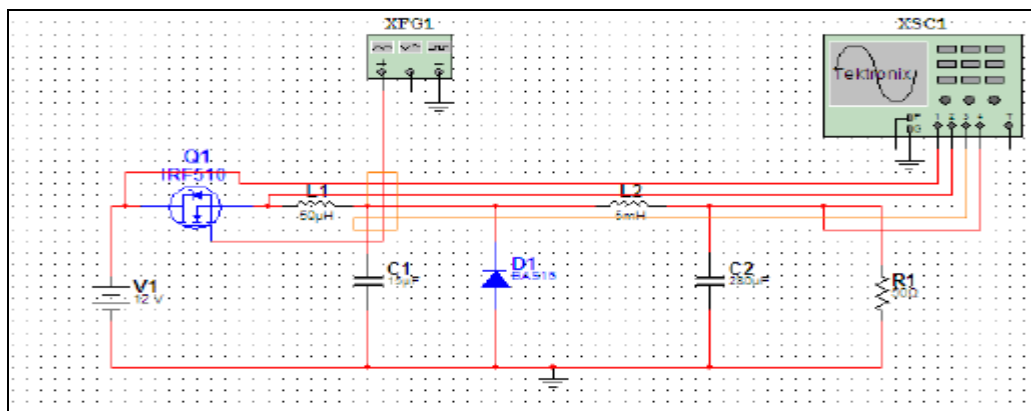 XFG1
XSC1
Tektronix
1 2 3 4 T
G
Q1
IRF510
L1
50µH
L2
5mH
V1
12 V
C1
15µF
D1
C2
R1